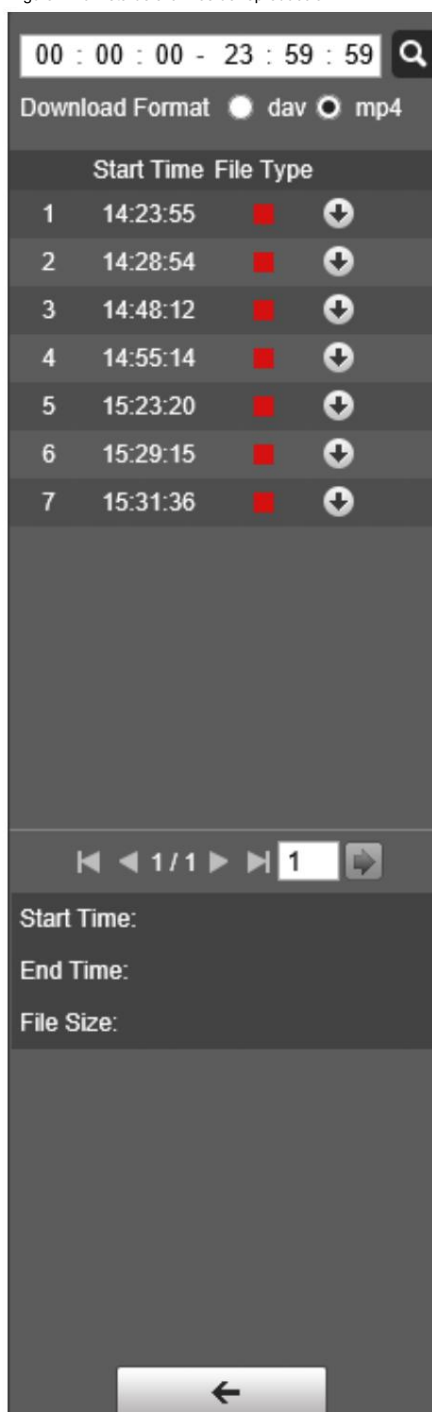 00 : 00 : 00 - 23 : 59 : 59
Download Format dav mp4
Start Time File Type
1 14:23:55
2 14:28:54
3 14:48:12
4 14:55:14
5 15:23:20
6 15:29:15
7 15:31:36
1 / 1 1
Start Time:
End Time:
File Size: